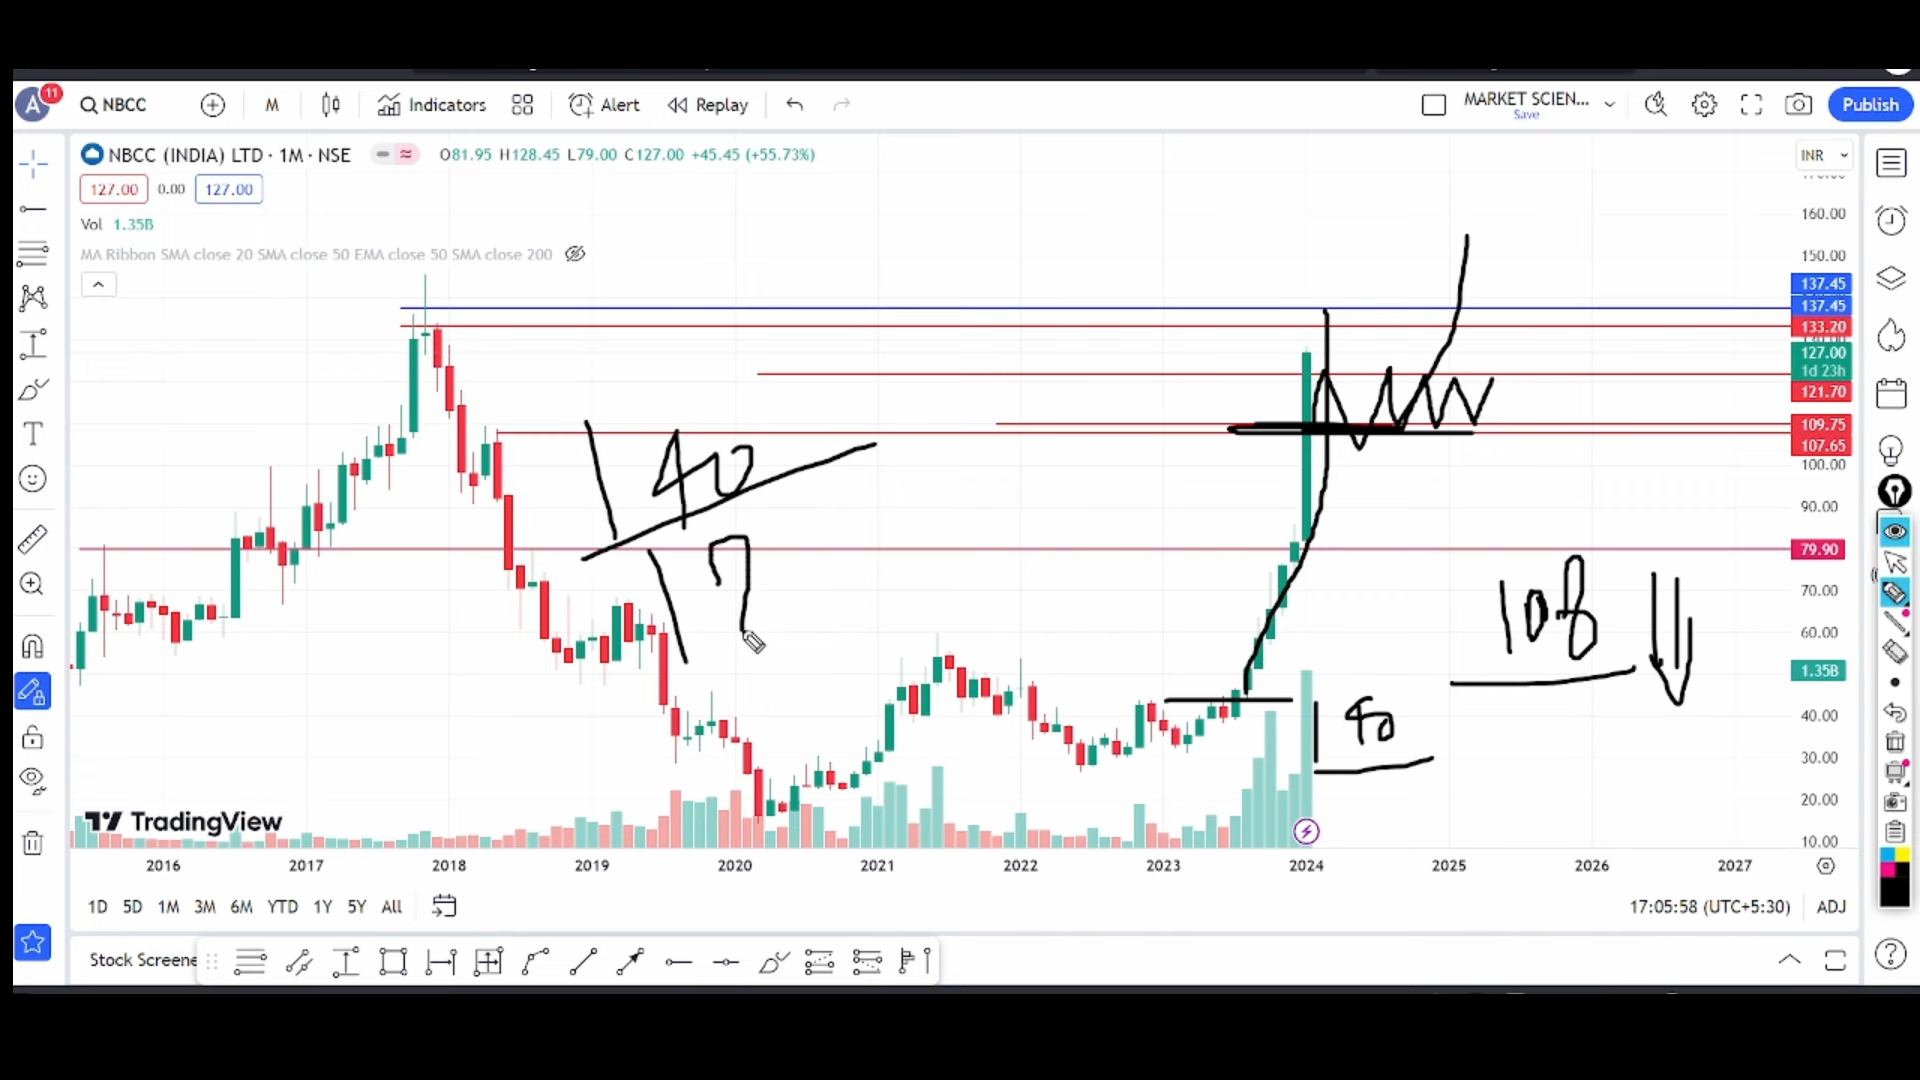 A 11 NBCC M Indicators Alert Replay MARKET SCIEN... Publish
Save
NBCC (INDIA) LTD · 1M · NSE O81.95 H128.45 L79.00 C127.00 +45.45 (+55.73%) INR
127.00 0.00 127.00
Vol 1.35B
MA Ribbon SMA close 20 SMA close 50 EMA close 50 SMA close 200
160.00
150.00
137.45
137.45
133.20
127.00
1d 23h
121.70
109.75
107.65
100.00
90.00
79.90
70.00
60.00
1.35B
40.00
30.00
20.00
10.00
140
17
108
40
TradingView
2016 2017 2018 2019 2020 2021 2022 2023 2024 2025 2026 2027
1D 5D 1M 3M 6M YTD 1Y 5Y All 17:05:58 (UTC+5:30) ADJ
Stock Screene